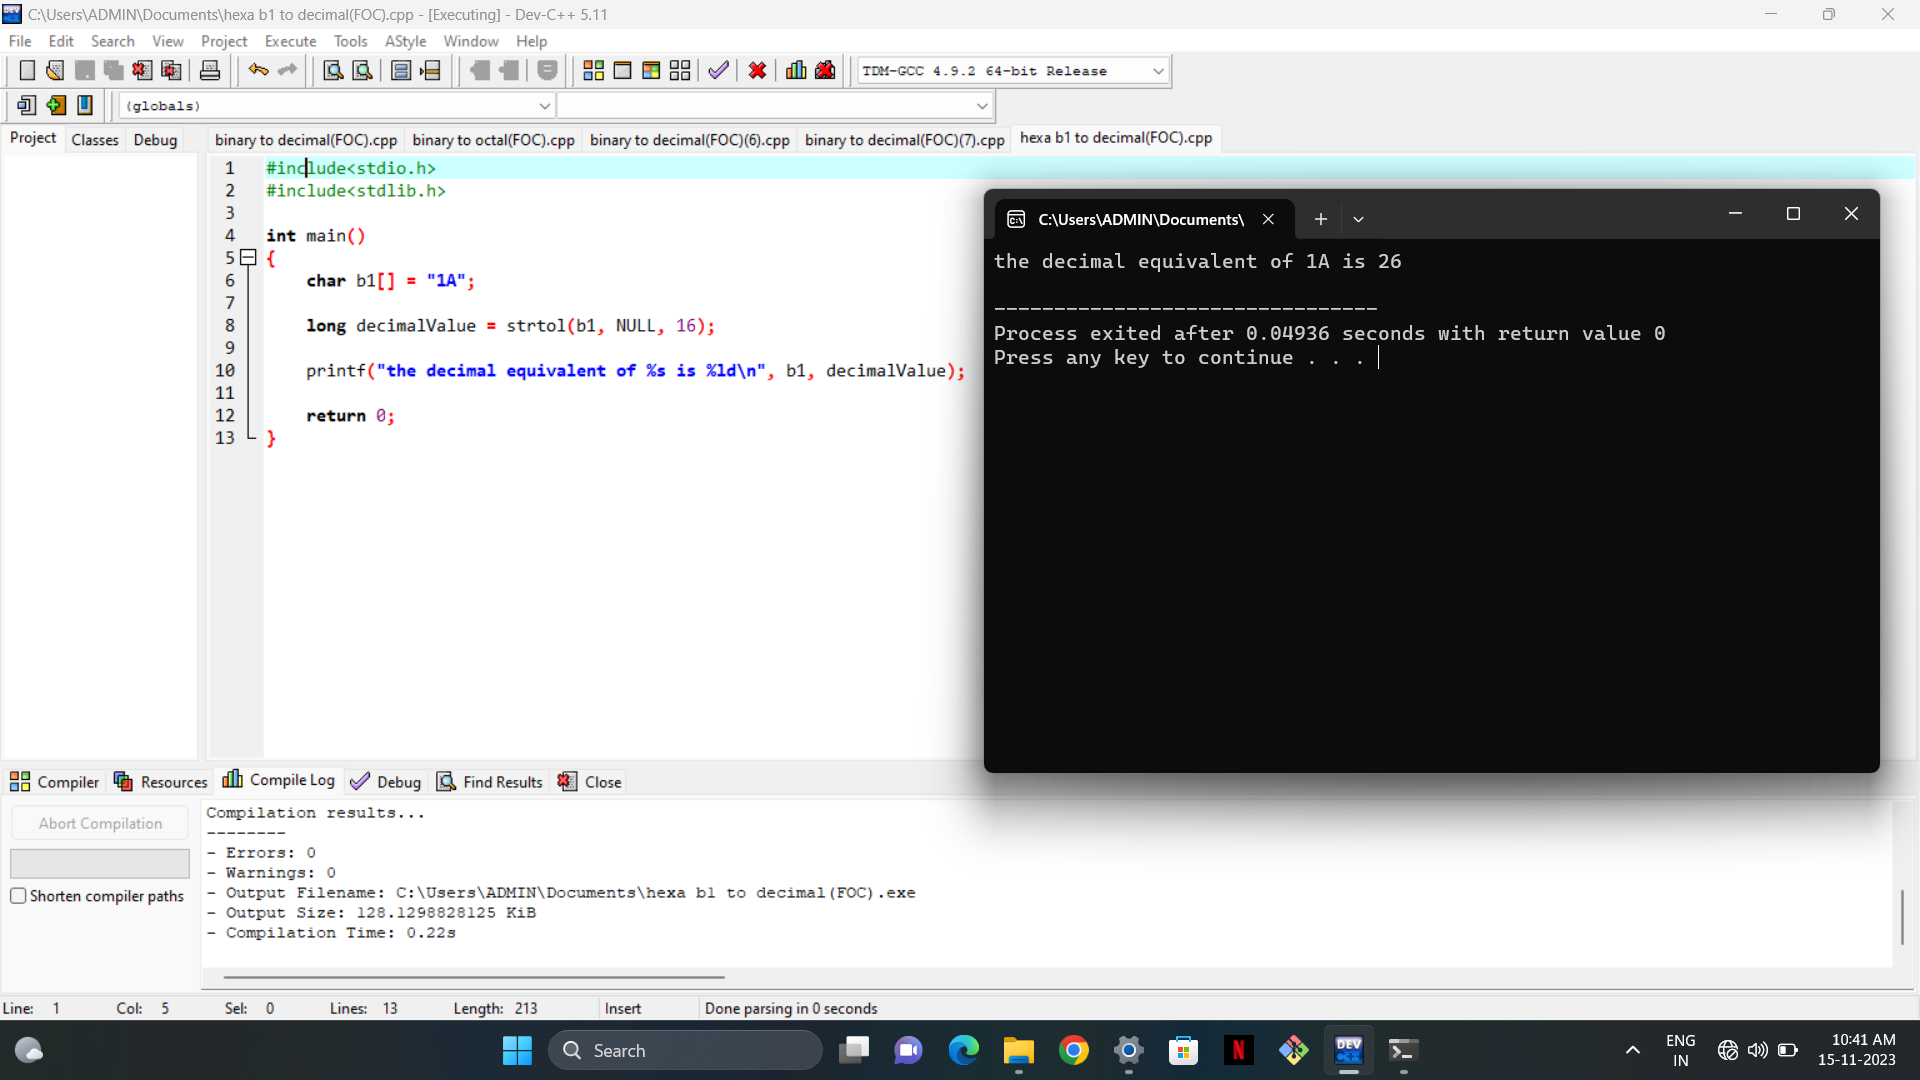 C:\Users\ADMIN\Documents\hexa b1 to decimal(FOC).cpp - [Executing] - Dev-C++ 5.11
File Edit Search View Project Execute Tools AStyle Window Help
TDM-GCC 4.9.2 64-bit Release
(globals)
Project Classes Debug
binary to decimal(FOC).cpp binary to octal(FOC).cpp binary to decimal(FOC)(6).cpp binary to decimal(FOC)(7).cpp hexa b1 to decimal(FOC).cpp
1 #include<stdio.h>
2 #include<stdlib.h>
3
4 int main()
5 {
6 char b1[] = "1A";
7
8 long decimalValue = strtol(b1, NULL, 16);
9
10 printf("the decimal equivalent of %s is %ld\n", b1, decimalValue);
11
12 return 0;
13 }
C:\Users\ADMIN\Documents\
the decimal equivalent of 1A is 26
--------------------------------
Process exited after 0.04936 seconds with return value 0
Press any key to continue . . .
Compiler Resources Compile Log Debug Find Results Close
Abort Compilation
Shorten compiler paths
Compilation results...
--------
- Errors: 0
- Warnings: 0
- Output Filename: C:\Users\ADMIN\Documents\hexa b1 to decimal(FOC).exe
- Output Size: 128.1298828125 KiB
- Compilation Time: 0.22s
Line: 1 Col: 5 Sel: 0 Lines: 13 Length: 213 Insert Done parsing in 0 seconds
Search
DEV
C++
ENG
IN
10:41 AM
15-11-2023